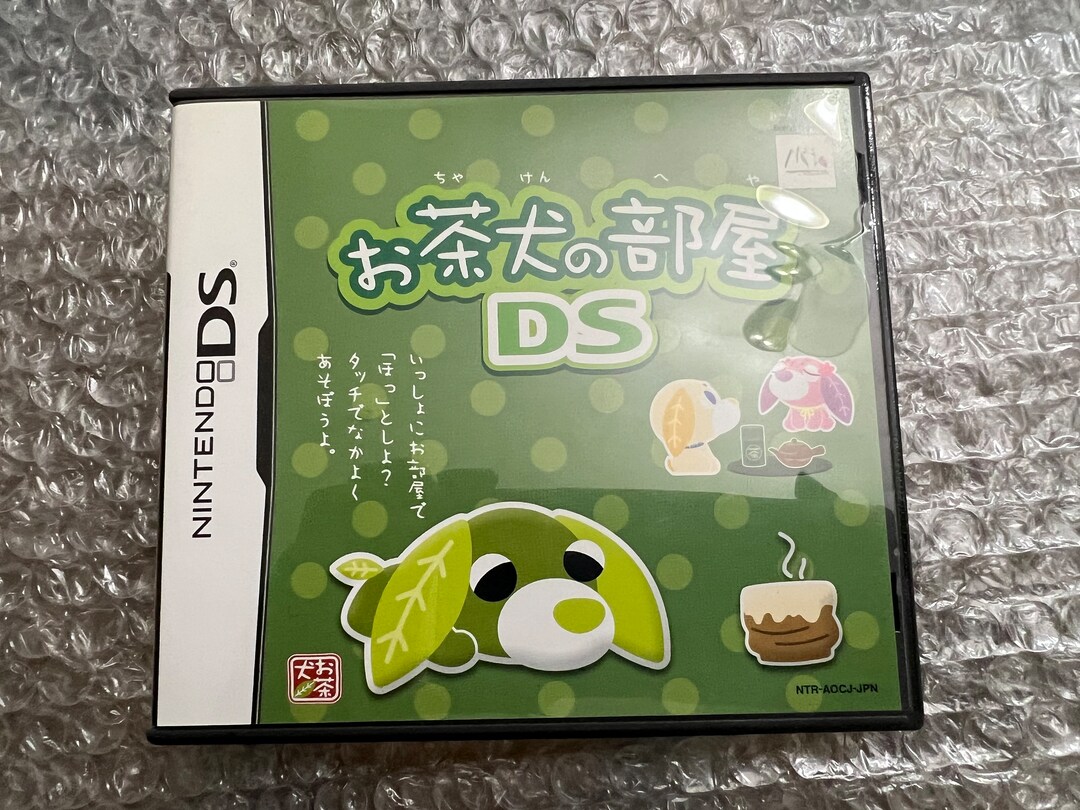 NINTENDODS®
ちゃ けん へ や
お茶犬の部屋
DS
いっしょにお部屋で
「ほっ」としよ?
タッチでなかよく
あそぼうよ。
茶
お茶犬
NTR-AOCJ-JPN